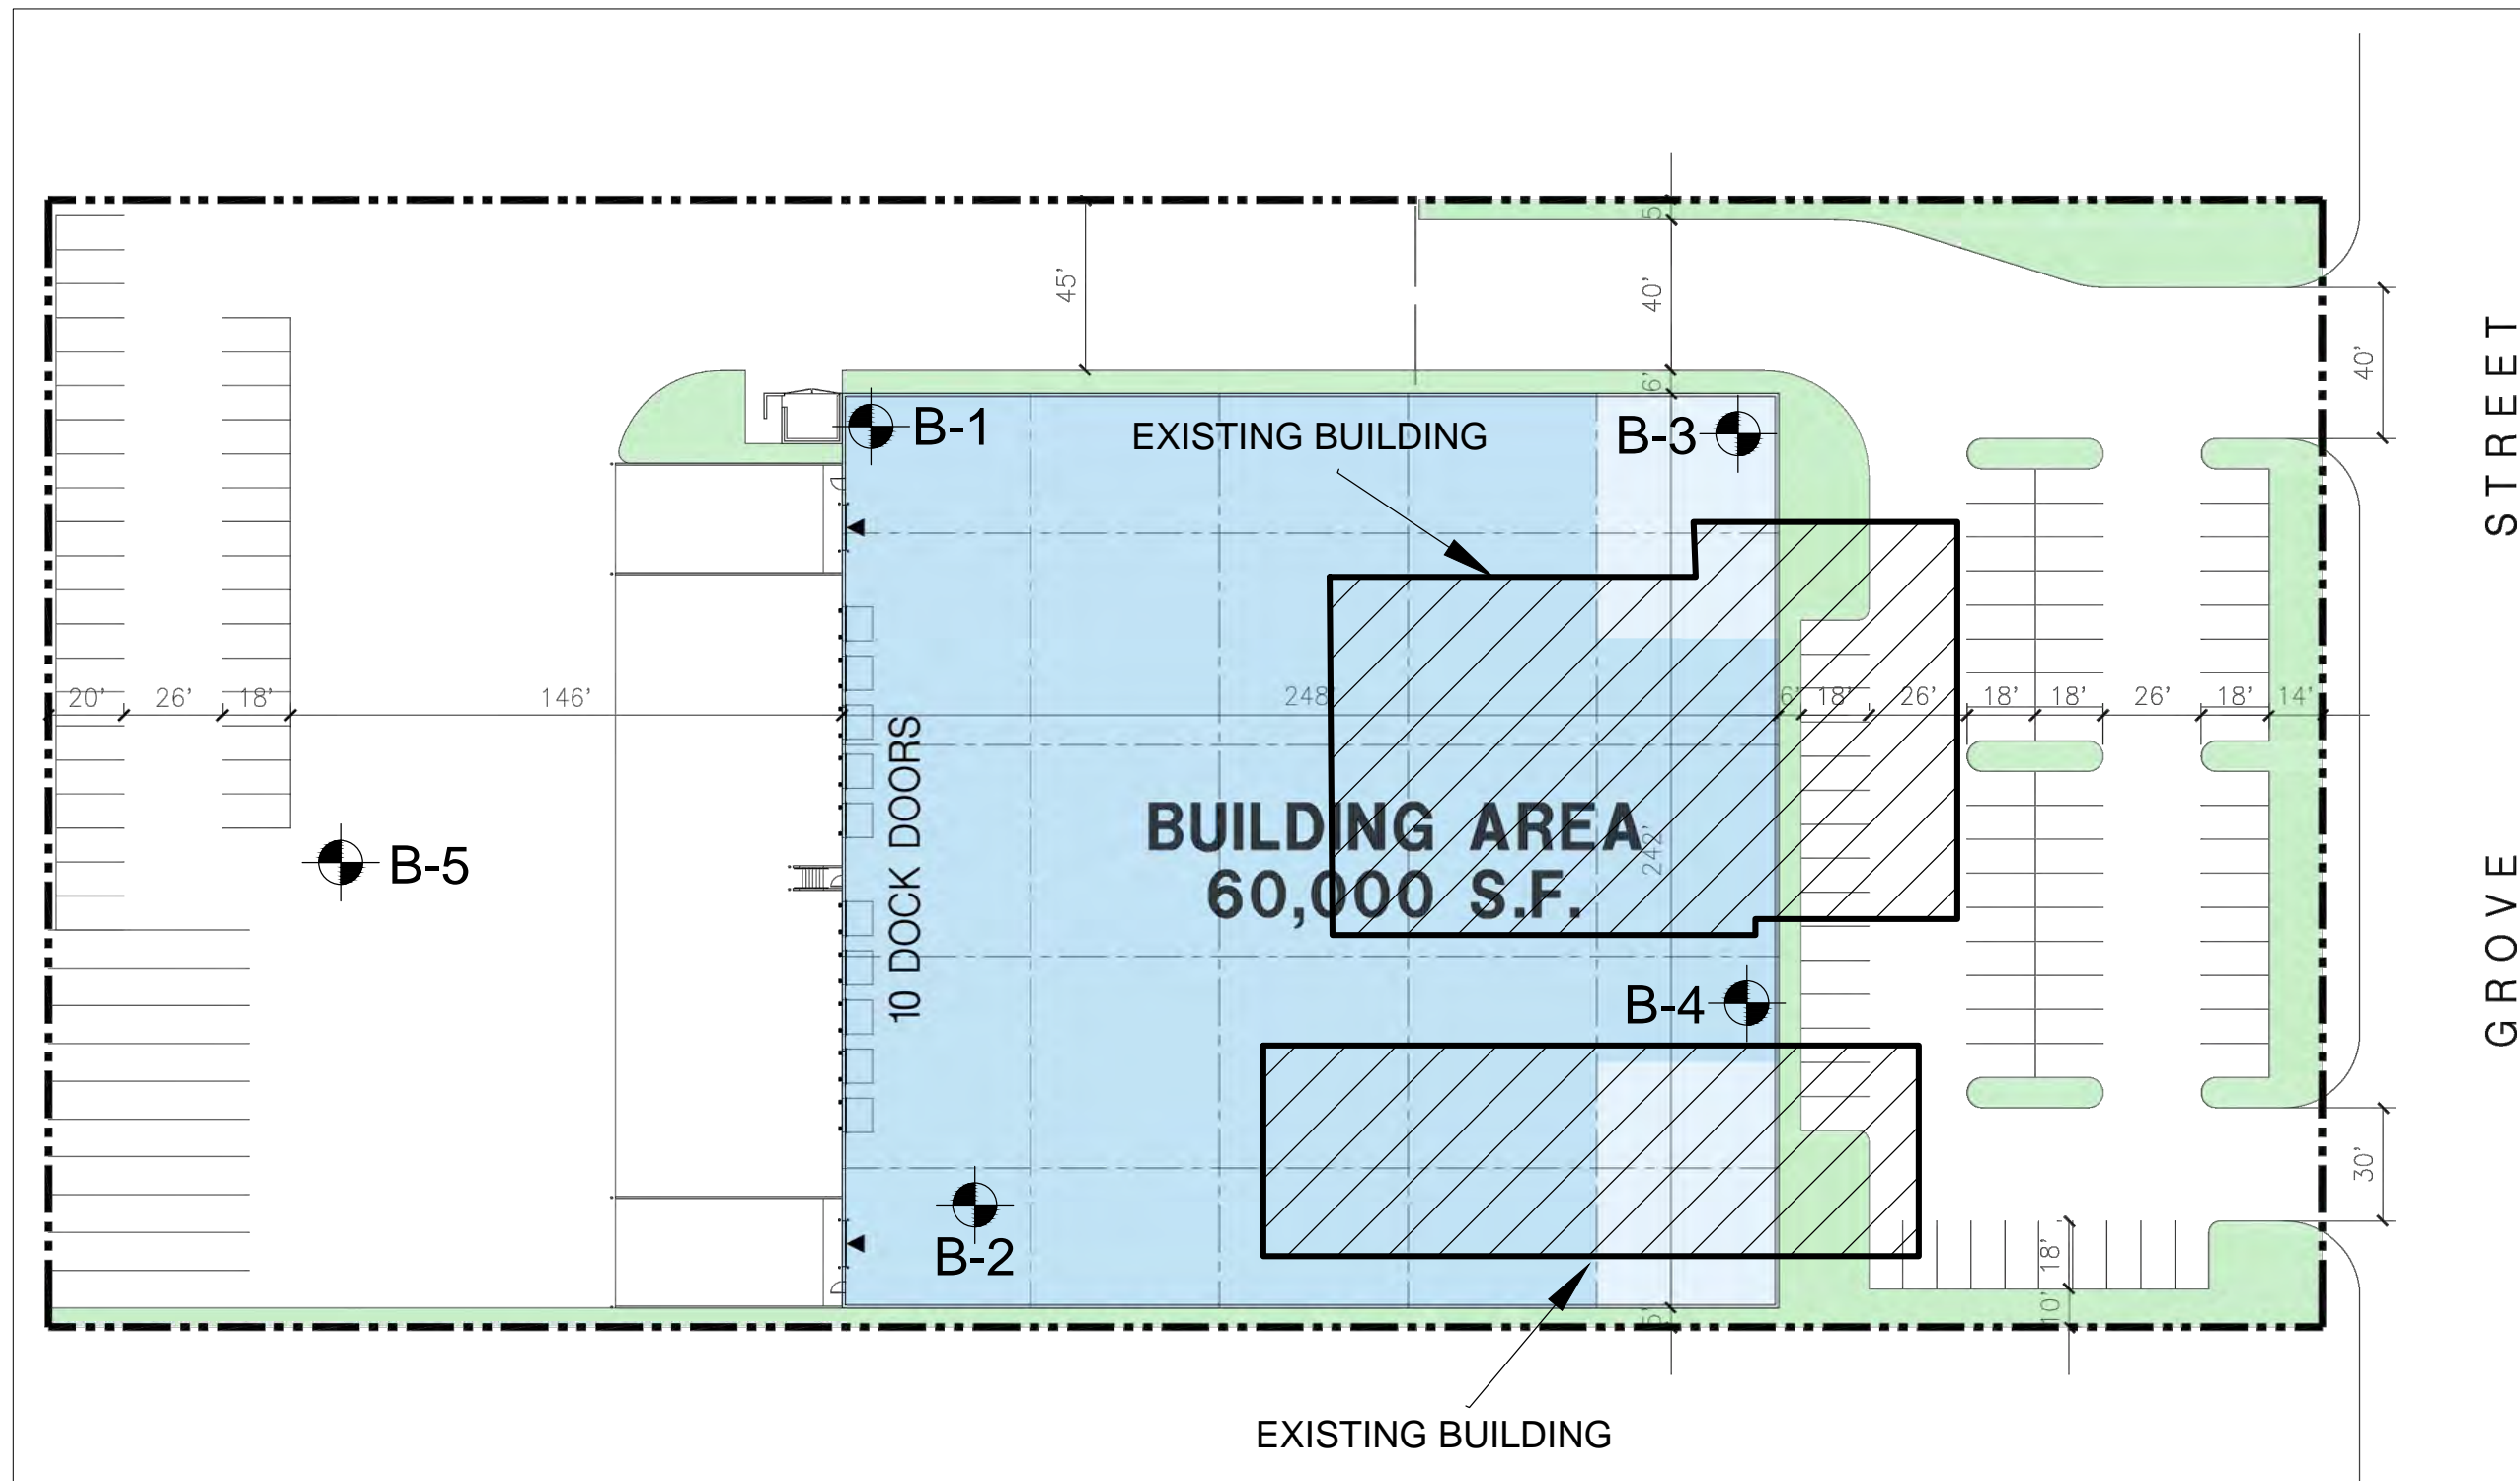 5'
45'
40'
40'
6'
B-1
EXISTING BUILDING
B-3
STREET
20'
26'
18'
146'
248'
6'
18'
26'
18'
18'
26'
18'
14'
10 DOCK DOORS
BUILDING AREA
60,000 S.F.
242'
B-5
GROVE
B-4
B-2
30'
18'
10'
5'
EXISTING BUILDING